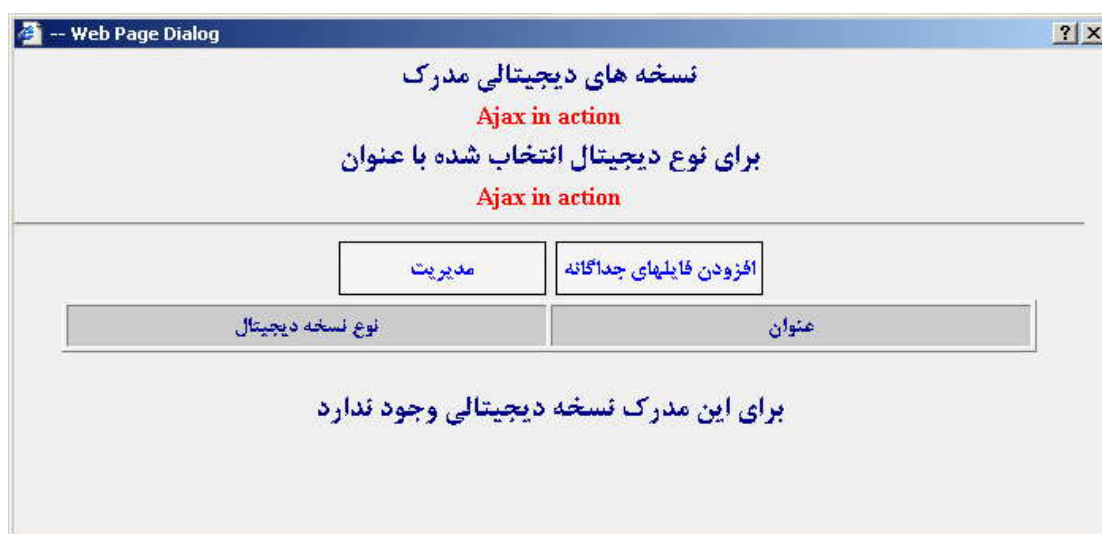 -- Web Page Dialog
نسخه های دیجیتالی مدرک
Ajax in action
برای نوع دیجیتال انتخاب شده با عنوان
Ajax in action
افزودن فایلهای جداگانه
مدیریت
عنوان
نوع نسخه دیجیتال
برای این مدرک نسخه دیجیتالی وجود ندارد